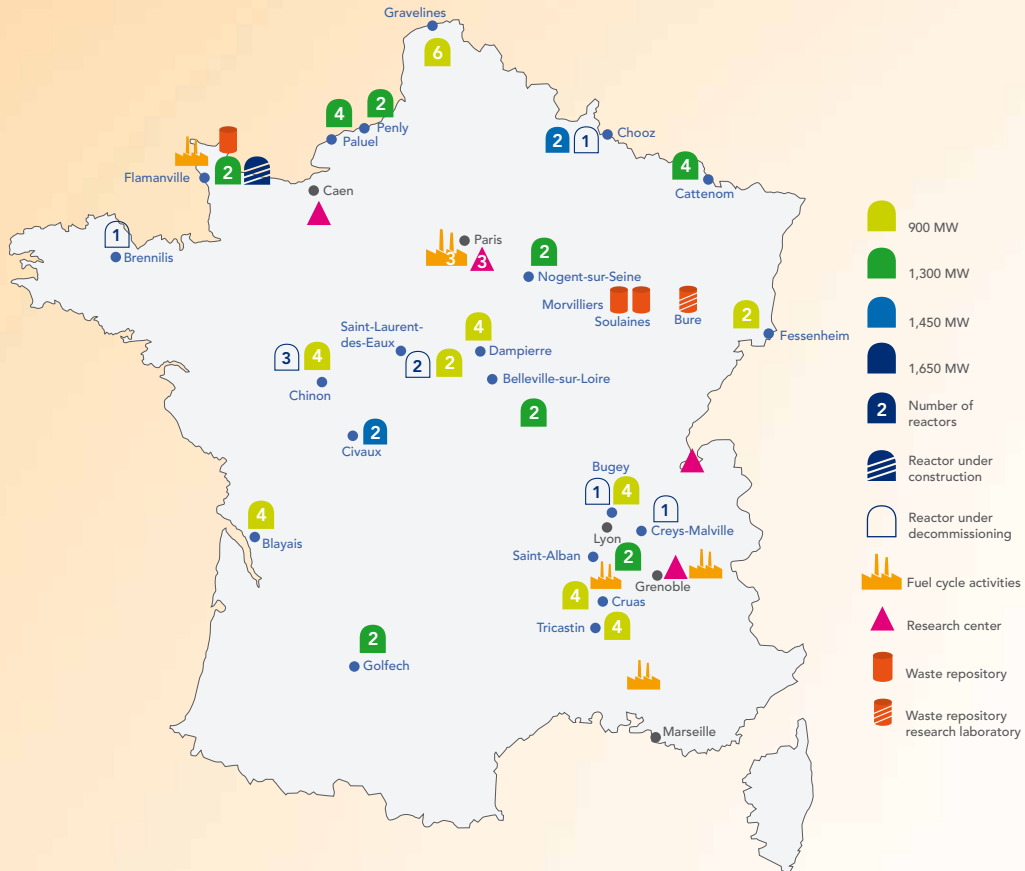 Gravelines
6
2
4
Penly
Paluel
2
1
Chooz
Flamanville
2
Caen
4
Cattenom
1
Brennilis
Paris
3
3
2
Nogent-sur-Seine
Morvilliers
Soulaines
Bure
2
Fessenheim
Saint-Laurent-
des-Eaux
4
Dampierre
2
2
3
4
Chinon
Belleville-sur-Loire
2
2
Civaux
Bugey
1
4
1
Creys-Malville
Lyon
4
Blayais
Saint-Alban
2
Grenoble
4
Cruas
Tricastin
4
2
Golfech
Marseille
900 MW
1,300 MW
1,450 MW
1,650 MW
2
Number of
reactors
Reactor under
construction
Reactor under
decommissioning
Fuel cycle activities
Research center
Waste repository
Waste repository
research laboratory